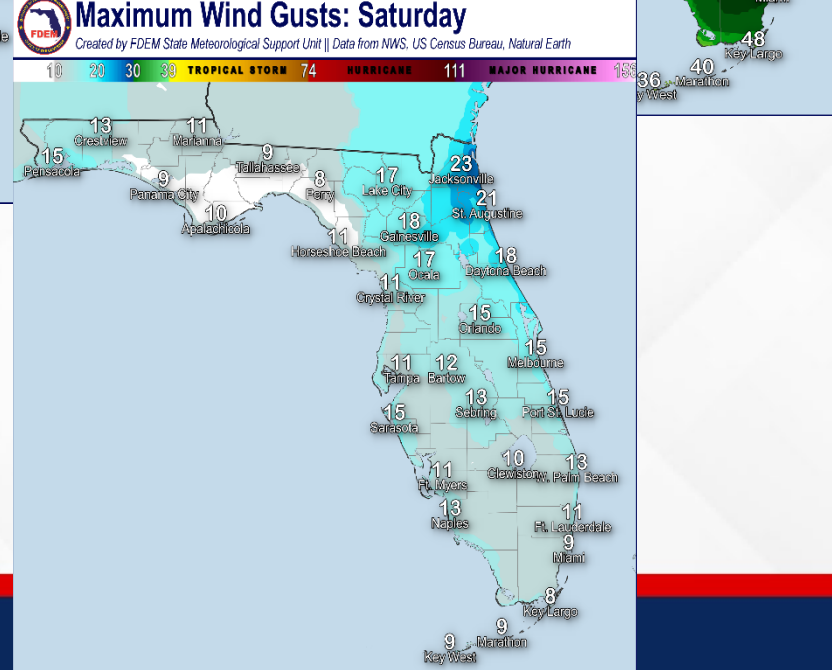 FDEM
Maximum Wind Gusts: Saturday
Created by FDEM State Meteorological Support Unit || Data from NWS, US Census Bureau, Natural Earth
10 20 30 39 TROPICAL STORM 74 HURRICANE 111 MAJOR HURRICANE
48
Key Largo
40
Marathon
36
y West
13
Crestview
11
Marianna
15
Pensacola
9
Tallahassee
9
Panama City
8
Perry
10
Apalachicola
17
Lake City
23
Jacksonville
21
St. Augustine
18
Gainesville
11
Horseshoe Beach
17
Ocala
18
Daytona Beach
11
Crystal River
15
Orlando
15
Melbourne
11
Tampa
12
Bartow
13
Sebring
15
Port St. Lucie
15
Sarasota
10
Clewiston
13
W. Palm Beach
11
Ft. Myers
13
Naples
11
Ft. Lauderdale
9
Miami
8
Key Largo
9
Marathon
9
Key West